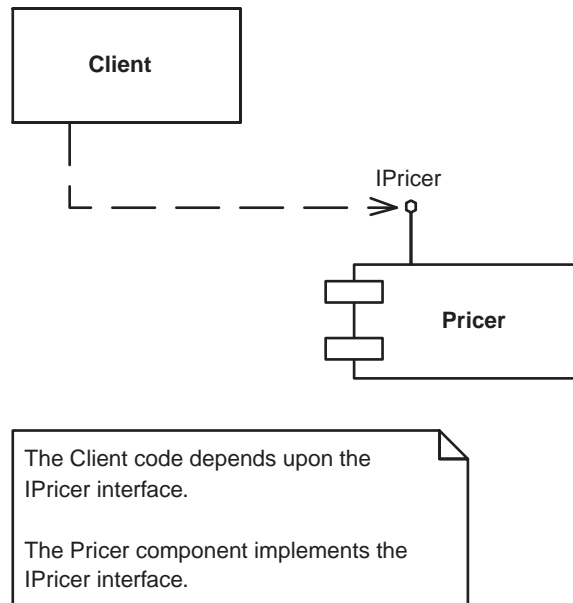 Client
IPricer
Pricer
The Client code depends upon the
IPricer interface.
The Pricer component implements the
IPricer interface.